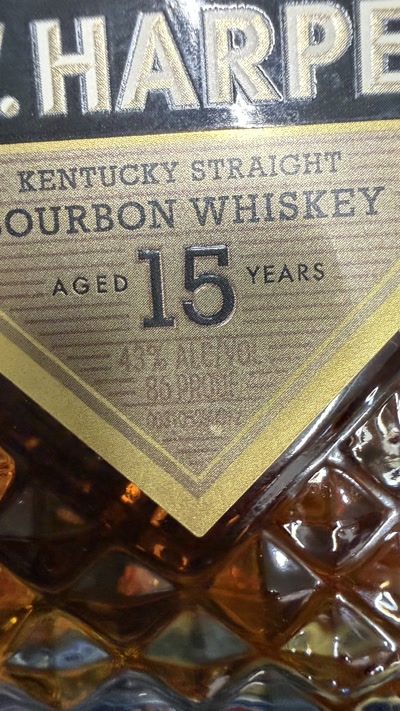 . HARPE
KENTUCKY STRAIGHT
OURBON WHISKEY
AGED 15 YEARS
43% ALC/VOL
86 PROOF